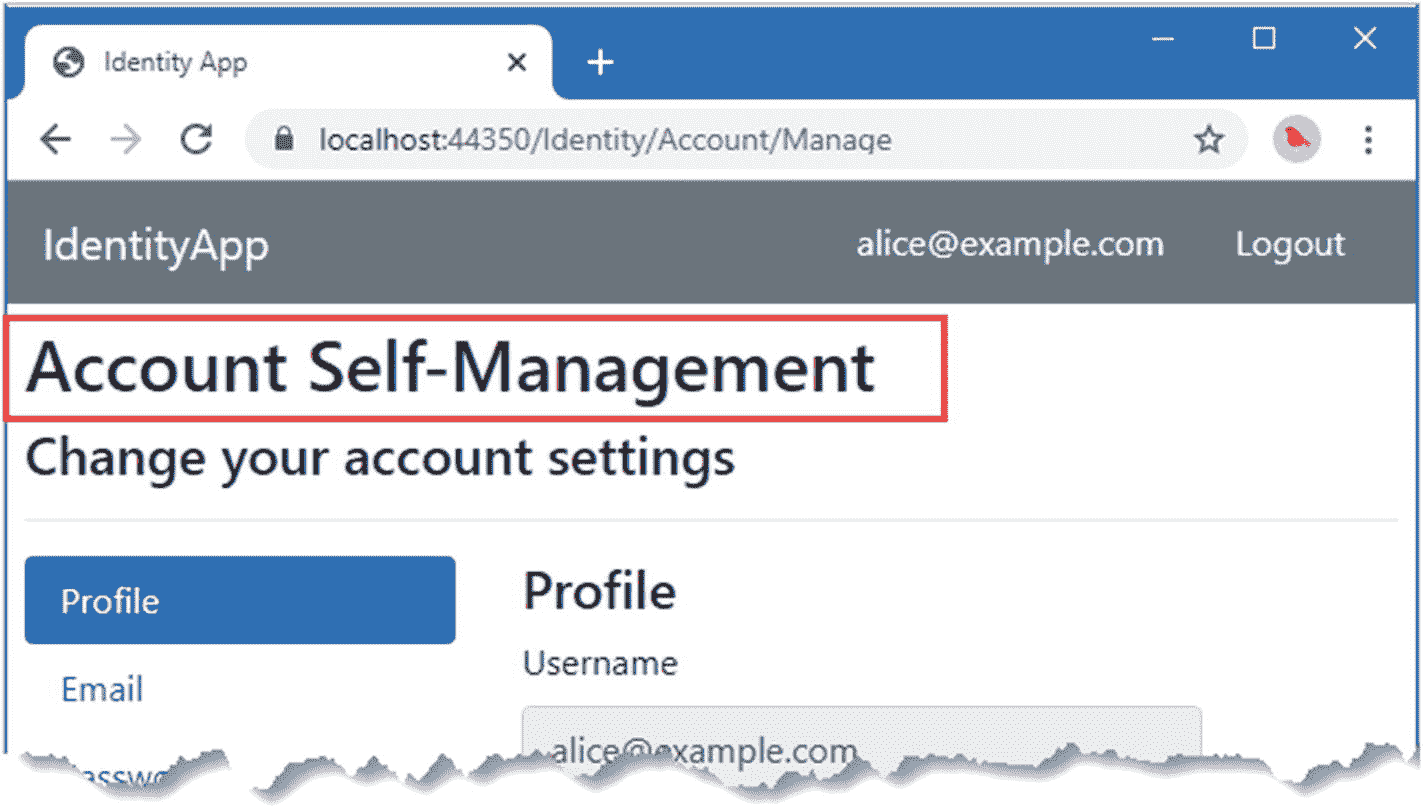 Identity App
localhost:44350/Identity/Account/Manage
IdentityApp alice@example.com Logout
Account Self-Management
Change your account settings
Profile
Profile
Username
Email
alice@example.com